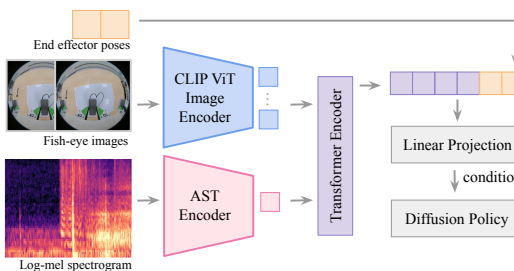 End effector poses
Fish-eye images
CLIP ViT
Image
Encoder
Log-mel spectrogram
AST
Encoder
Transformer Encoder
Linear Projection
conditio
Diffusion Policy